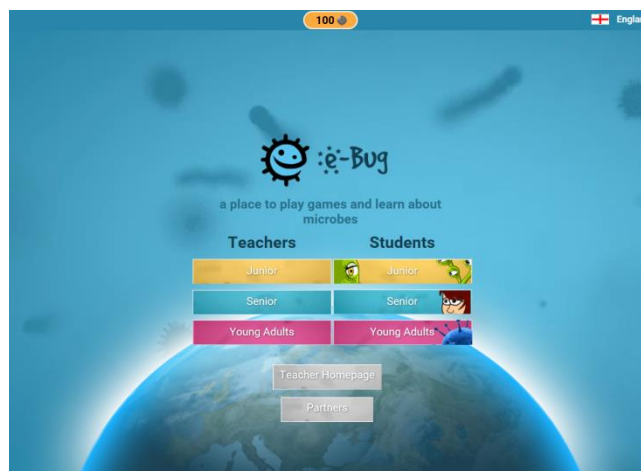 100
Englan
e-Bug
a place to play games and learn about
microbes
Teachers Students
Junior Junior
Senior Senior
Young Adults Young Adults
Teacher Homepage
Partners